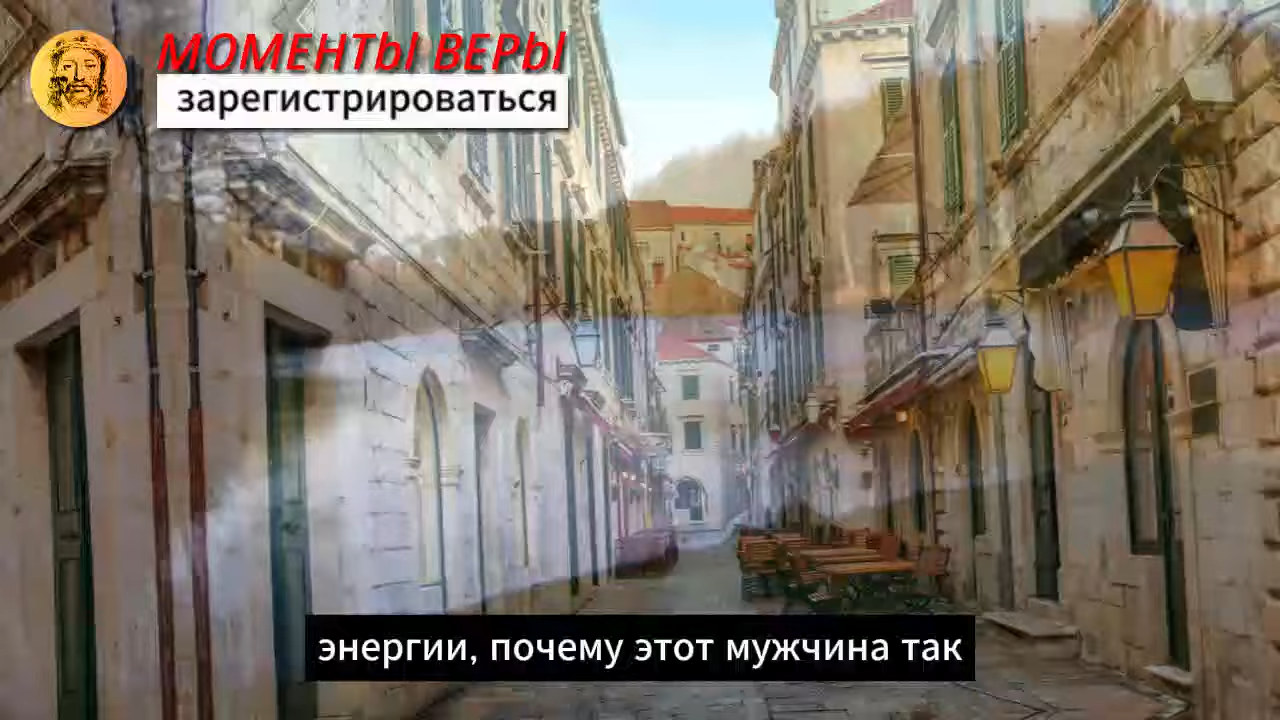 МОМЕНТЫ ВЕРЫ
зарегистрироваться
энергии, почему этот мужчина так